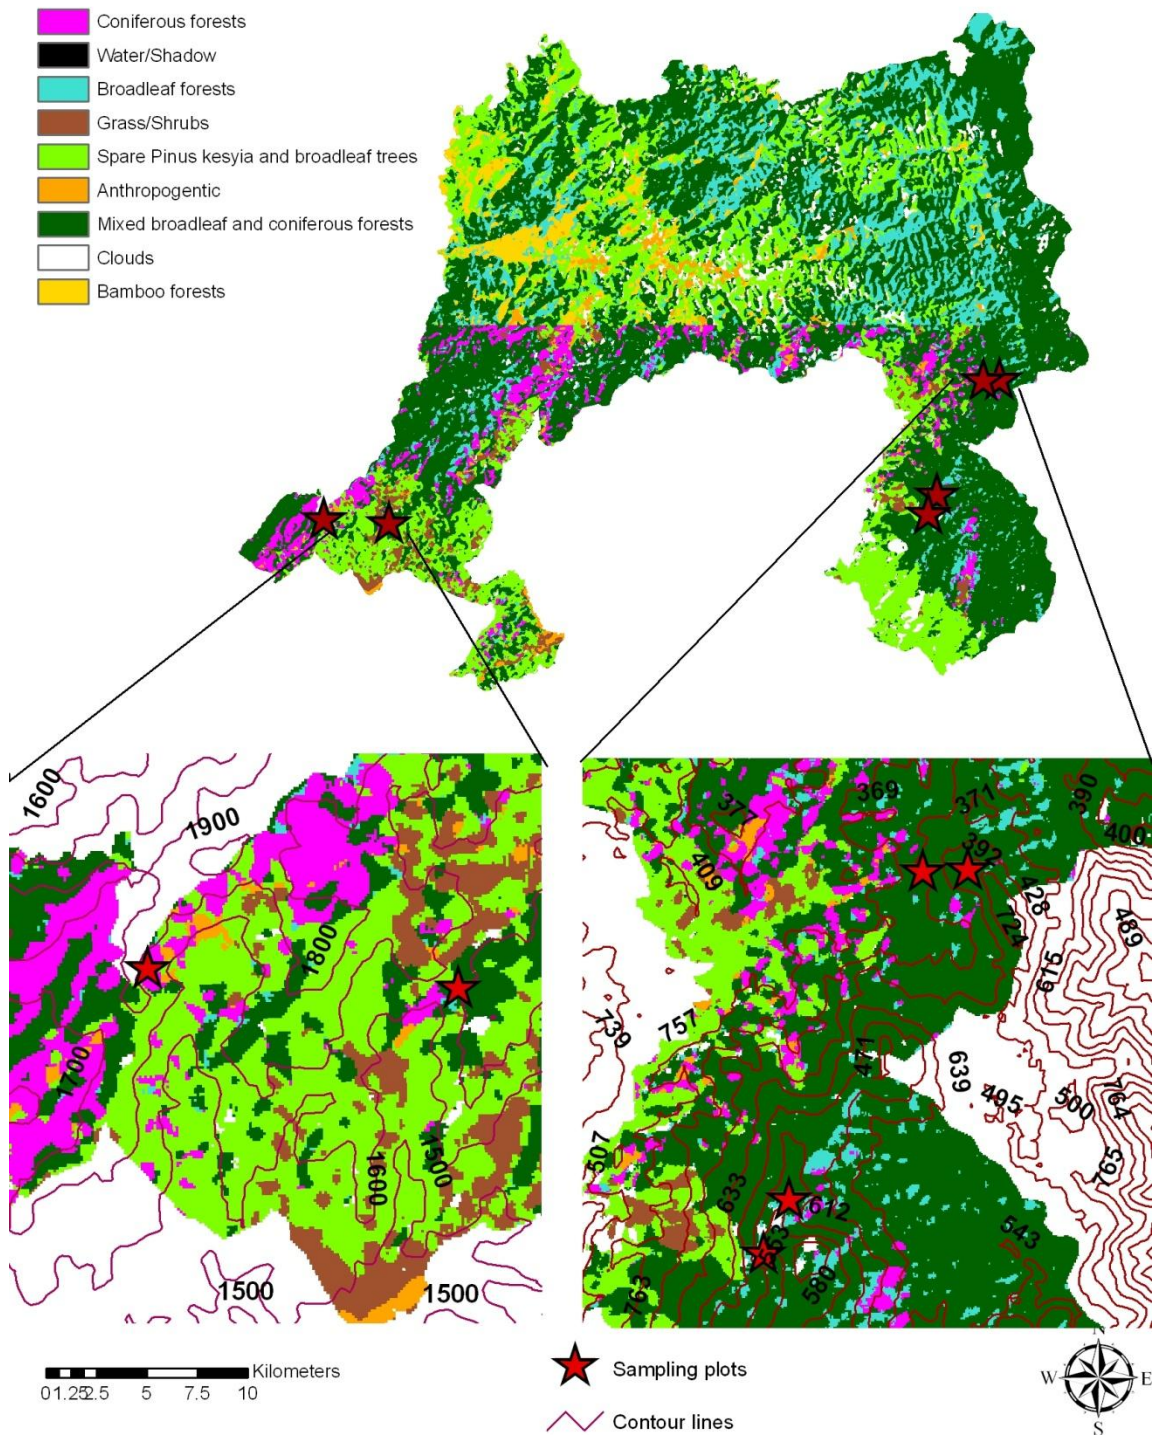 Coniferous forests
Water/Shadow
Broadleaf forests
Grass/Shrubs
Spare Pinus kesyia and broadleaf trees
Anthropogentic
Mixed broadleaf and coniferous forests
Clouds
Bamboo forests
1600
1900
1800
1700
1600
1500
1500
1500
377
369
371
390
400
409
392
428
724
489
615
739
757
471
639
495
500
764
765
507
633
612
543
763
580
Kilometers
0 1.25 2.5 5 7.5 10
Sampling plots
Contour lines
N
W E
S